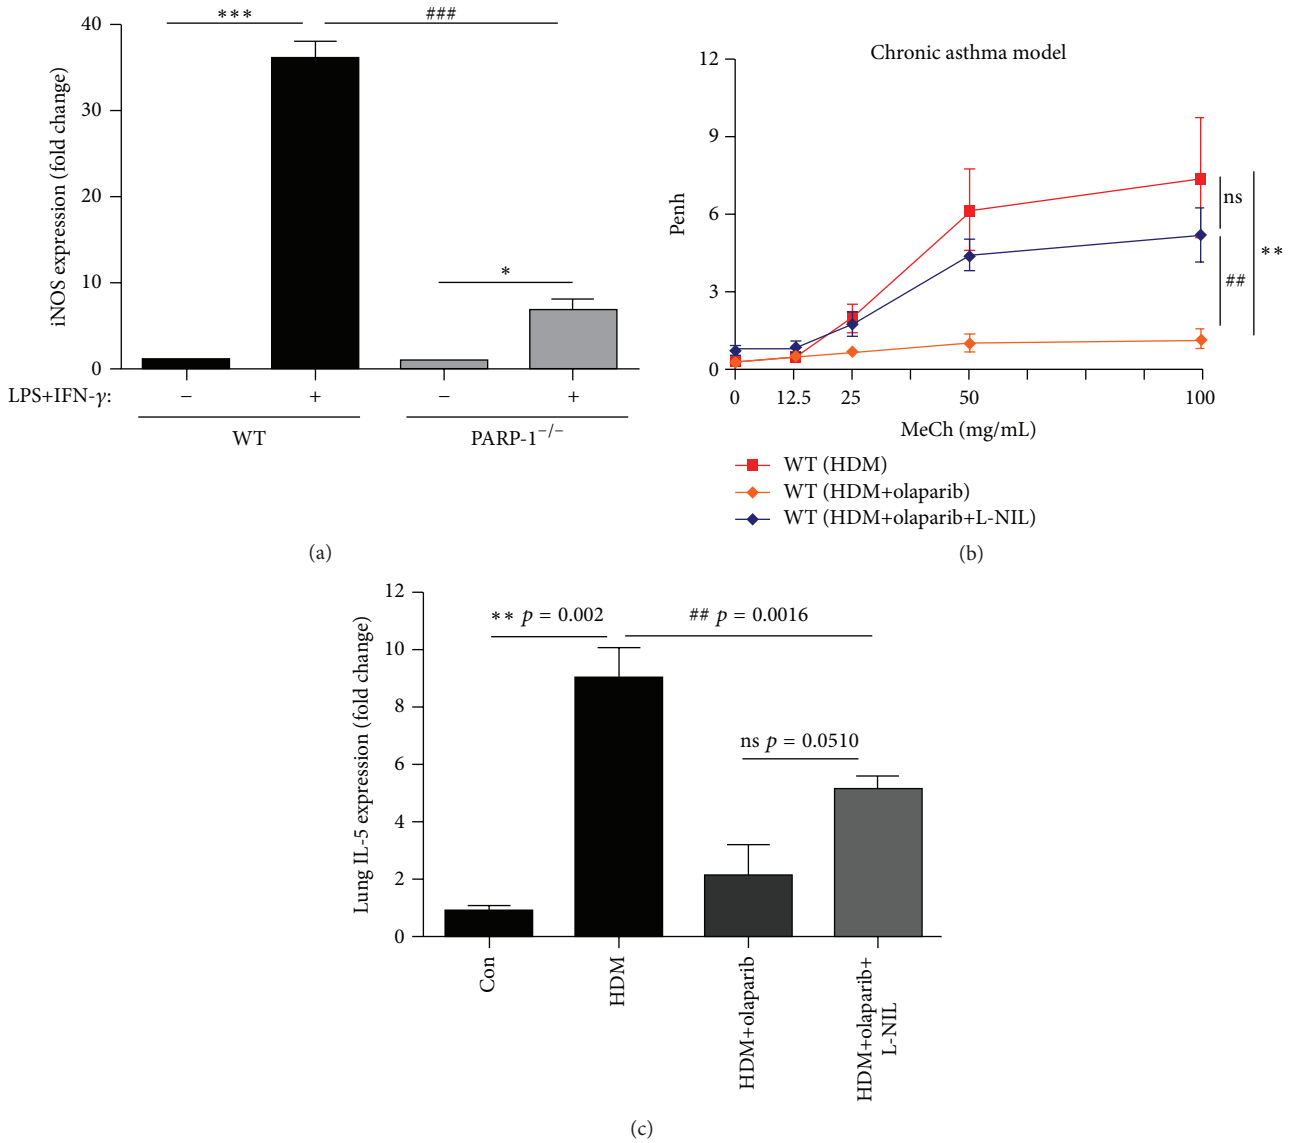 ***
###
40
30
20
10
0
iNOS expression (fold change)
*
LPS+IFN-γ:
− + − +
WT PARP-1−/−
(a)
Chronic asthma model
12
9
6
3
0
Penh
ns
**
##
0 12.5 25 50 100
MeCh (mg/mL)
WT (HDM)
WT (HDM+olaparib)
WT (HDM+olaparib+L-NIL)
(b)
12
10
8
6
4
2
0
Lung IL-5 expression (fold change)
** p = 0.002
## p = 0.0016
ns p = 0.0510
Con
HDM
HDM+olaparib
HDM+olaparib+
L-NIL
(c)